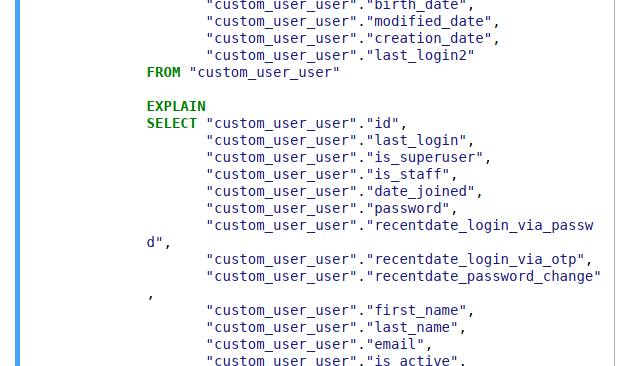 "custom_user_user"."birth_date",
"custom_user_user"."modified_date",
"custom_user_user"."creation_date",
"custom_user_user"."last_login2"
FROM "custom_user_user"
EXPLAIN
SELECT "custom_user_user"."id",
"custom_user_user"."last_login",
"custom_user_user"."is_superuser",
"custom_user_user"."is_staff",
"custom_user_user"."date_joined",
"custom_user_user"."password",
"custom_user_user"."recentdate_login_via_passw
d",
"custom_user_user"."recentdate_login_via_otp",
"custom_user_user"."recentdate_password_change"
,
"custom_user_user"."first_name",
"custom_user_user"."last_name",
"custom_user_user"."email",
"custom_user_user"."is_active",